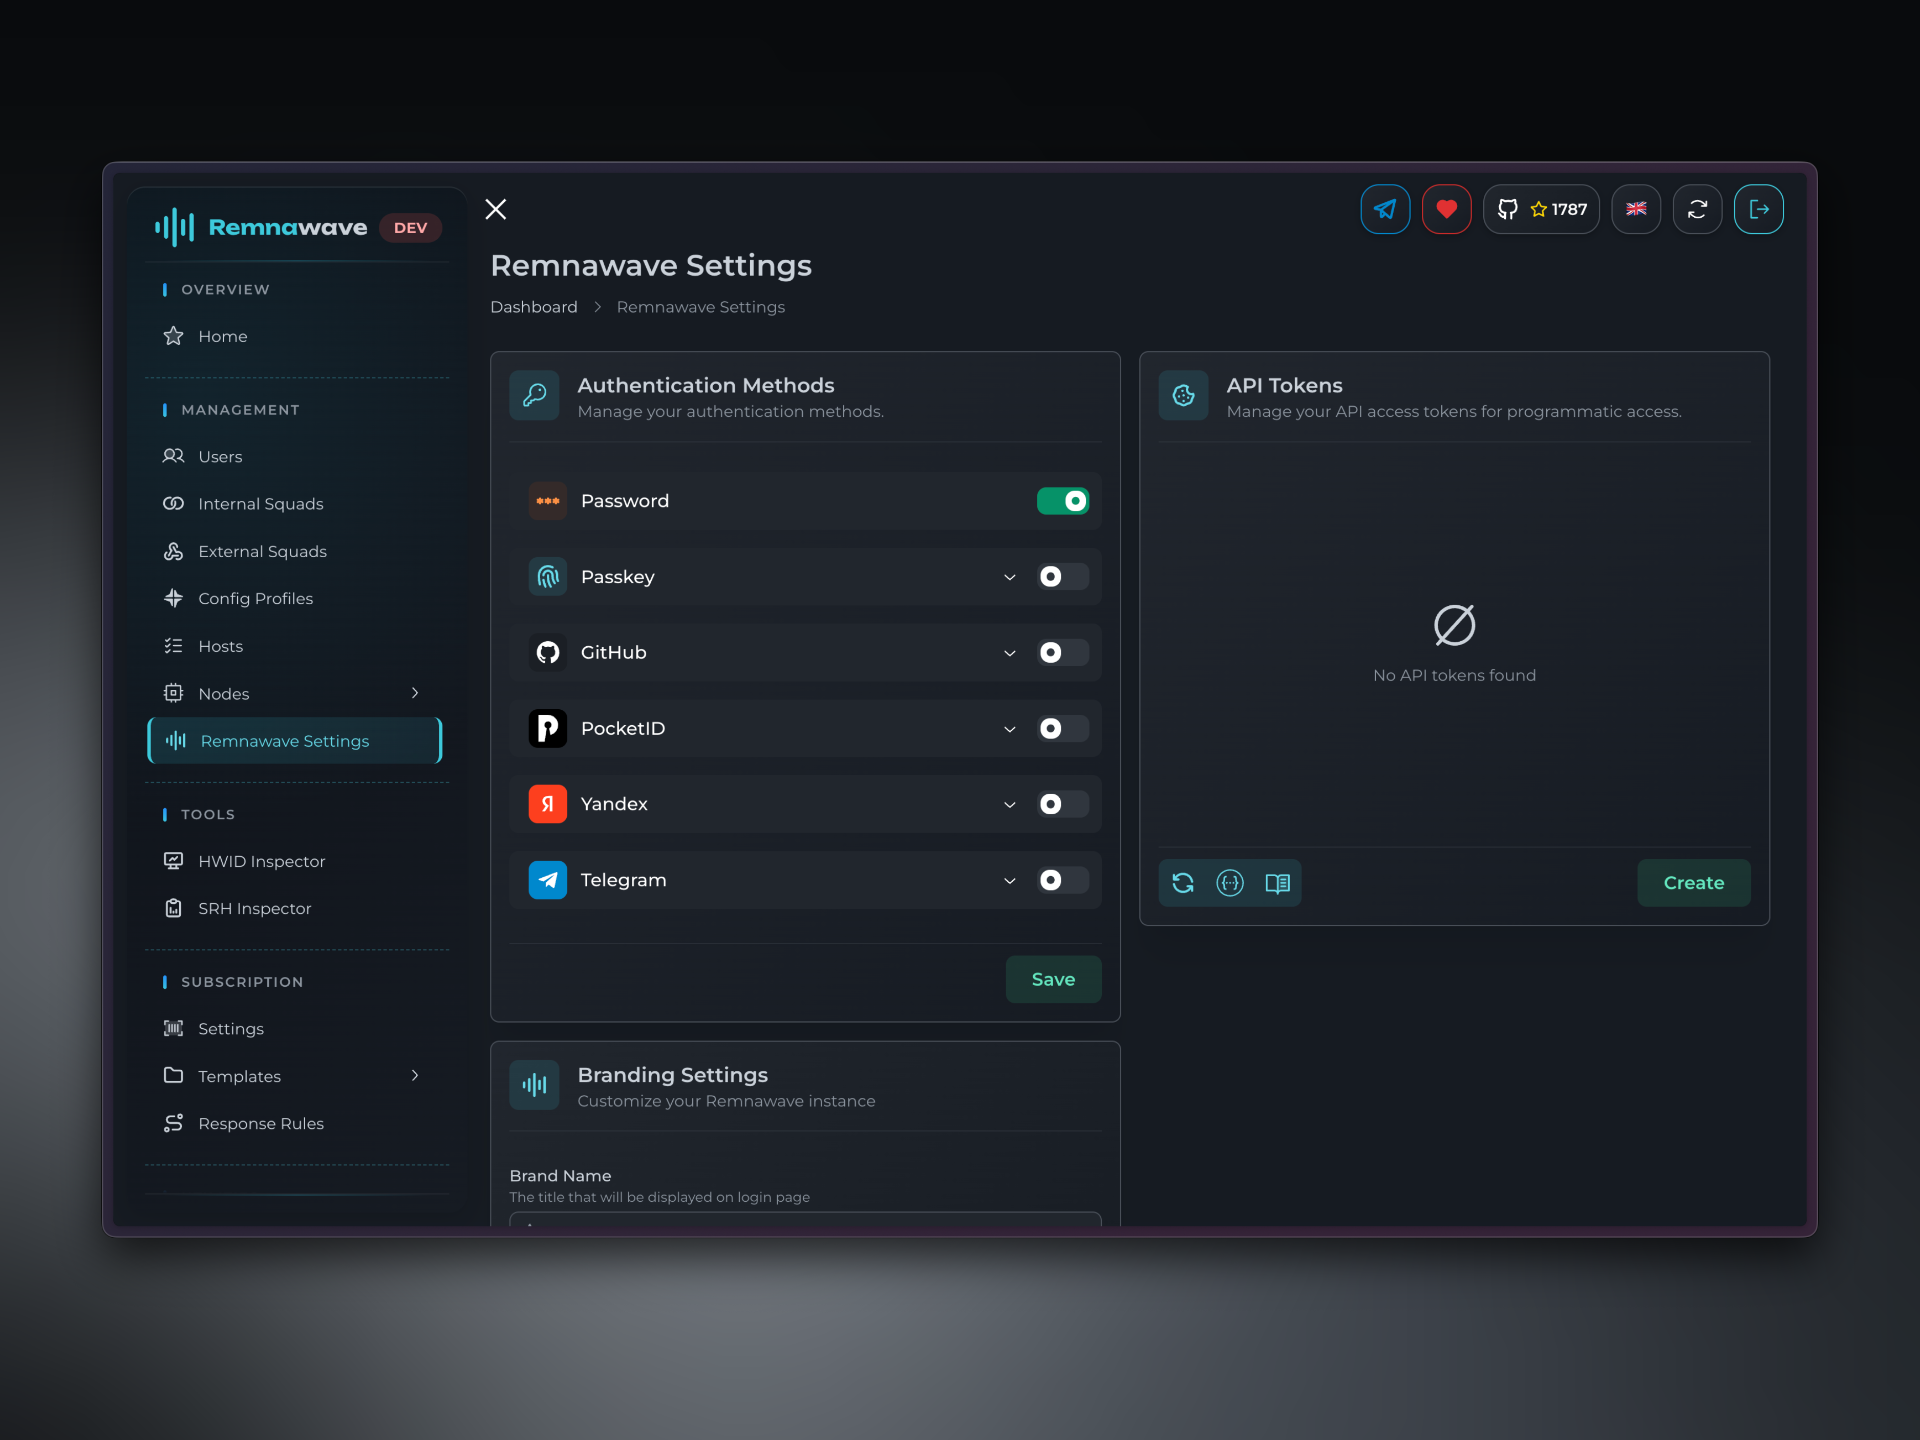 Remnawave DEV
1787
OVERVIEW
Home
MANAGEMENT
Users
Internal Squads
External Squads
Config Profiles
Hosts
Nodes
Remnawave Settings
TOOLS
HWID Inspector
SRH Inspector
SUBSCRIPTION
Settings
Templates
Response Rules
Remnawave Settings
Dashboard > Remnawave Settings
Authentication Methods
Manage your authentication methods.
*** Password
Passkey
GitHub
PocketID
Я Yandex
Telegram
Save
Branding Settings
Customize your Remnawave instance
Brand Name
The title that will be displayed on login page
API Tokens
Manage your API access tokens for programmatic access.
No API tokens found
Create